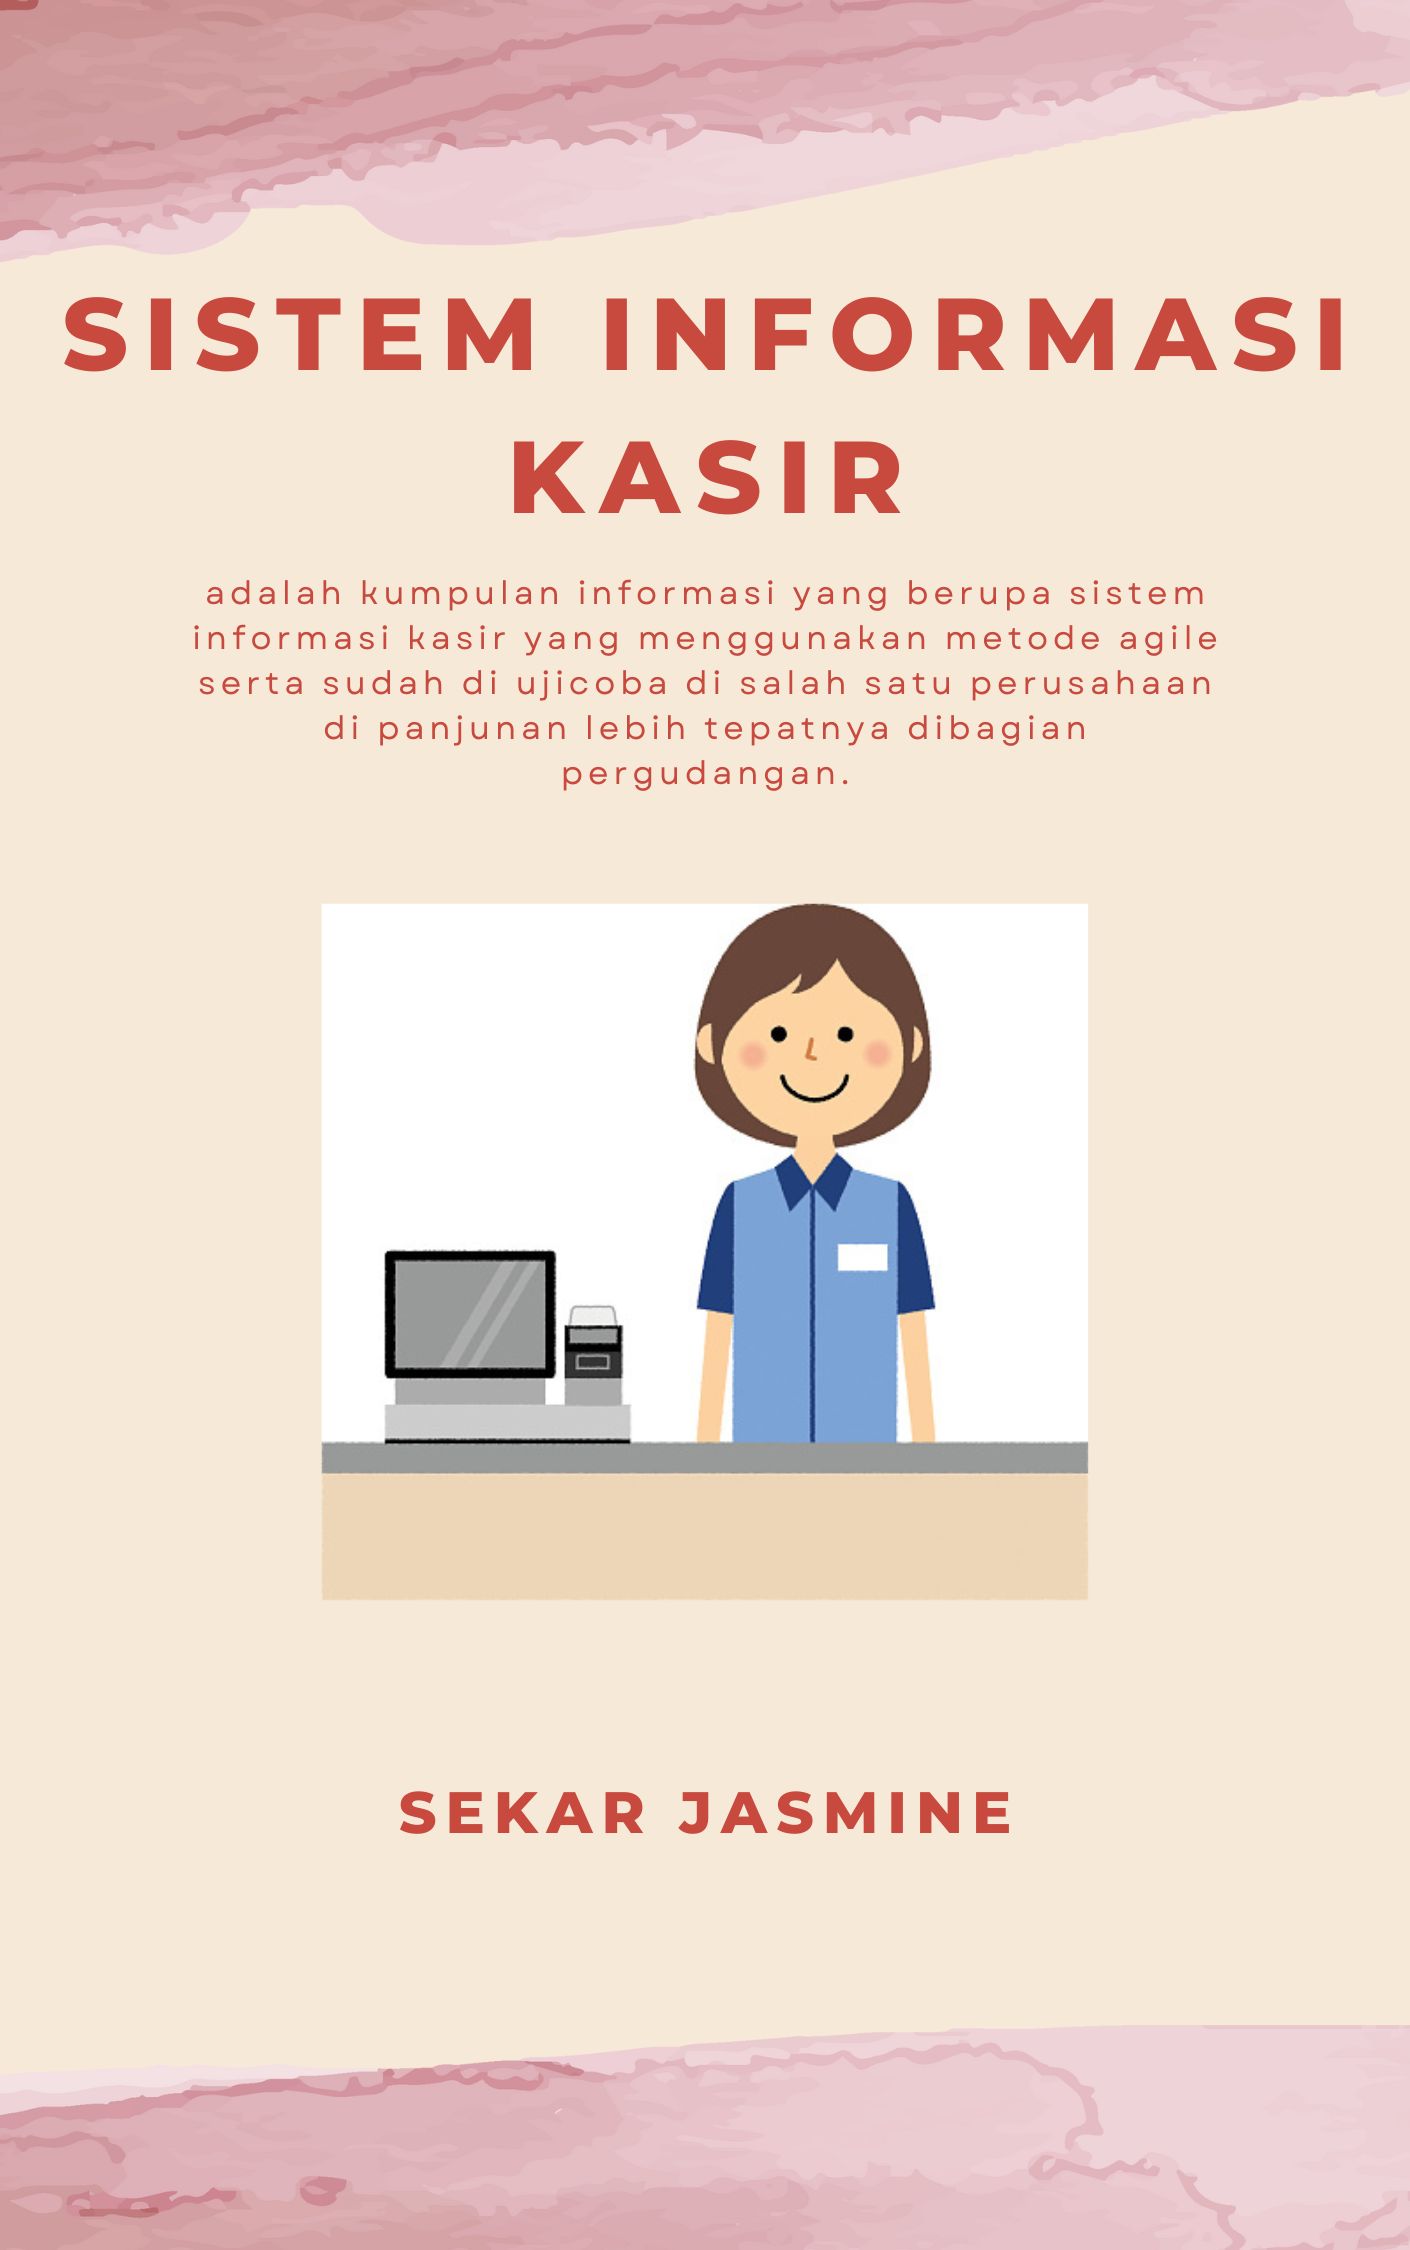 SISTEM INFORMASI
KASIR
adalah kumpulan informasi yang berupa sistem
informasi kasir yang menggunakan metode agile
serta sudah di ujicoba di salah satu perusahaan
di panjunan lebih tepatnya dibagian
pergudangan.
SEKAR JASMINE